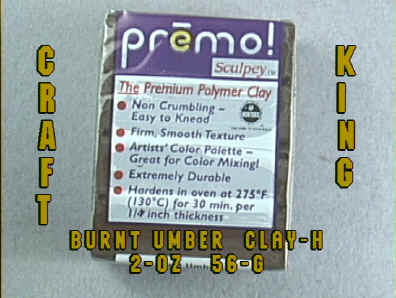 CRAFT
KING
prēmo!
Sculpey™
The Premium Polymer Clay
• Non Crumbling –
Easy to Knead
• Firm, Smooth Texture
• Artists' Color Palette –
Great for Color Mixing!
• Extremely Durable
• Hardens in oven at 275°F
(130°C) for 30 min. per
1/4 inch thickness
BURNT UMBER CLAY-H
2-OZ 56-G